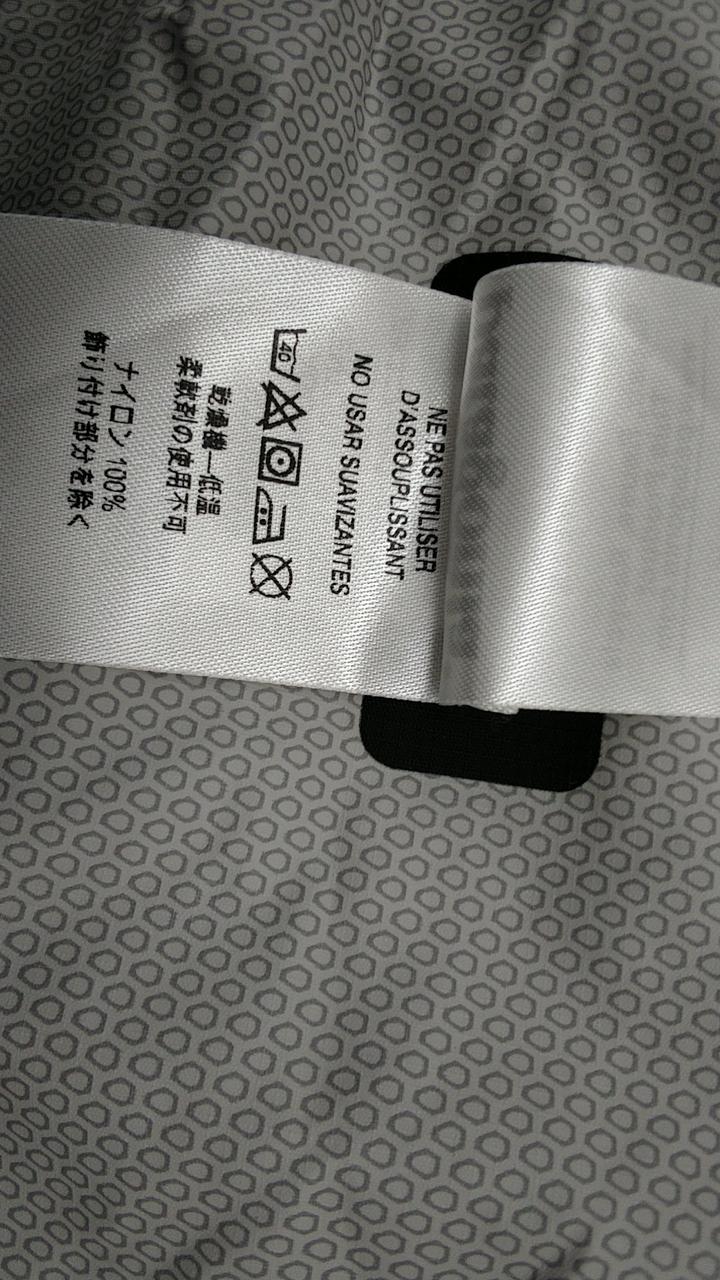 NE PAS UTILISER
D'ASSOUPLISSANT
NO USAR SUAVIZANTES
40
乾燥機—低温
柔軟剤の使用不可
ナイロン 100%
飾り付け部分を除く